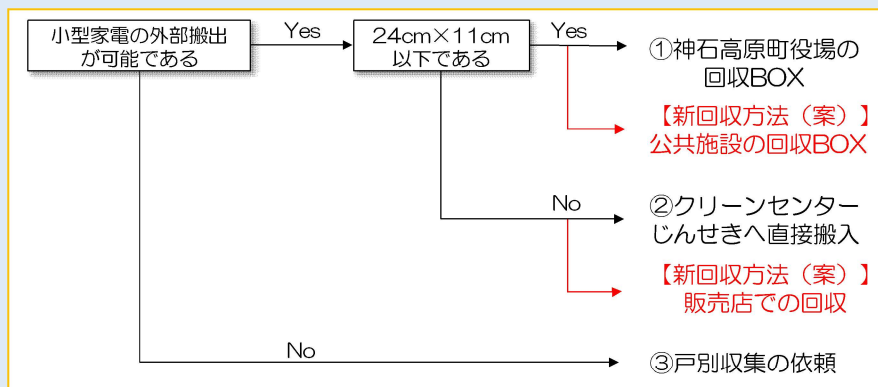 小型家電の外部搬出
が可能である
Yes
24cm×11cm
以下である
Yes
①神石高原町役場の
回収BOX
【新回収方法（案）】
公共施設の回収BOX
No
②クリーンセンター
じんせきへ直接搬入
【新回収方法（案）】
販売店での回収
No
③戸別収集の依頼